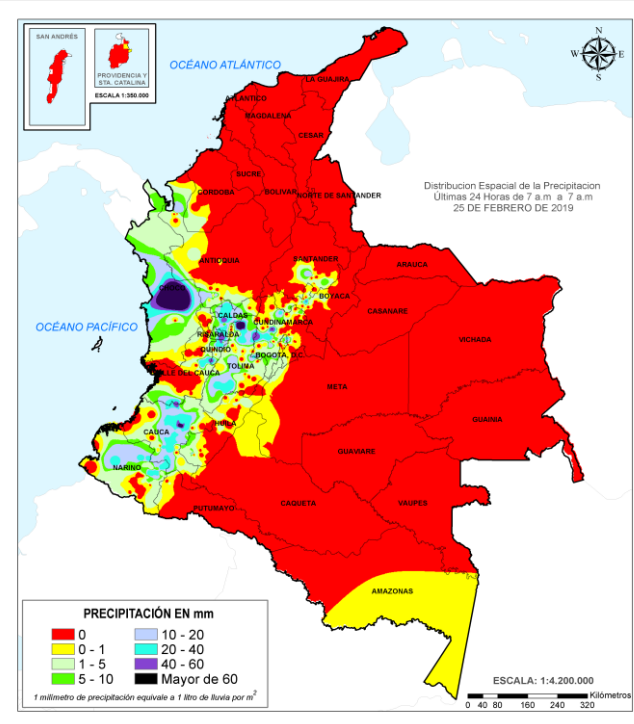 SAN ANDRÉS
PROVIDENCIA Y
STA. CATALINA
ESCALA 1:350.000
OCÉANO ATLÁNTICO
N
W
E
S
LA GUAJIRA
ATLANTICO
MAGDALENA
CESAR
SUCRE
CORDOBA
BOLIVAR
NORTE DE SANTANDER
Distribucion Espacial de la Precipitacion
Últimas 24 Horas de 7 a.m a 7 a.m
25 DE FEBRERO DE 2019
ANTIOQUIA
SANTANDER
ARAUCA
CHOCO
BOYACA
CASANARE
CALDAS
CUNDINAMARCA
OCÉANO PACÍFICO
RISARALDA
VICHADA
QUINDIO
BOGOTA, D.C.
TOLIMA
VALLE DEL CAUCA
META
CAUCA
HUILA
GUAINIA
GUAVIARE
NARIÑO
CAQUETA
VAUPES
PUTUMAYO
AMAZONAS
PRECIPITACIÓN EN mm
0
0 - 1
1 - 5
5 - 10
10 - 20
20 - 40
40 - 60
Mayor de 60
1 milimetro de precipitación equivale a 1 litro de lluvia por m2
ESCALA: 1:4.200.000
Kilómetros
0 40 80 160 240 320